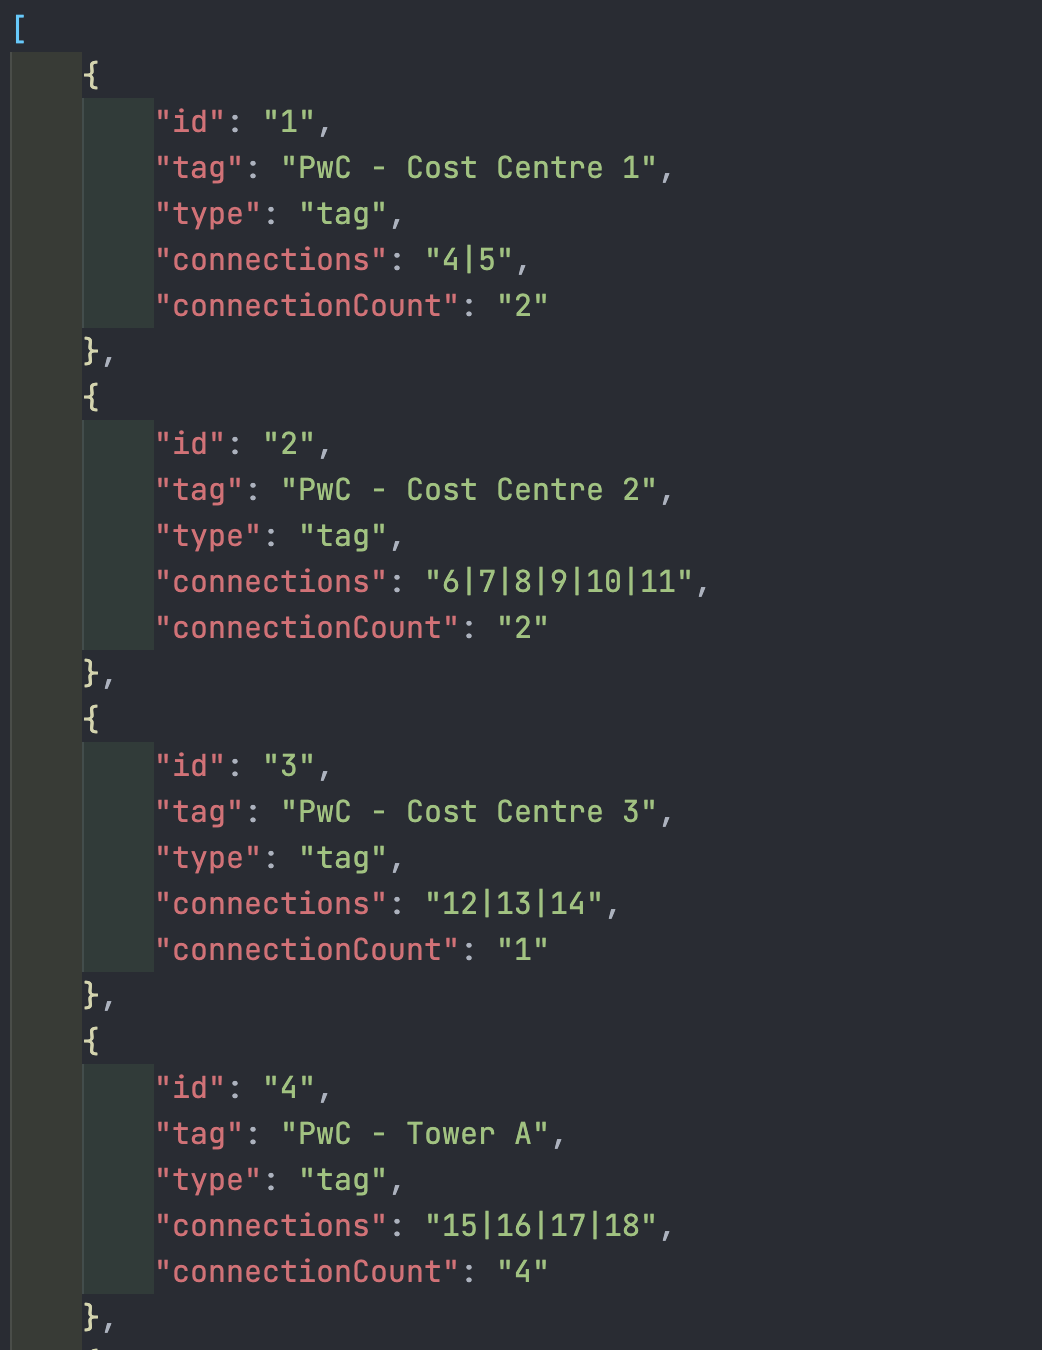 [
{
"id": "1",
"tag": "PwC - Cost Centre 1",
"type": "tag",
"connections": "4|5",
"connectionCount": "2"
},
{
"id": "2",
"tag": "PwC - Cost Centre 2",
"type": "tag",
"connections": "6|7|8|9|10|11",
"connectionCount": "2"
},
{
"id": "3",
"tag": "PwC - Cost Centre 3",
"type": "tag",
"connections": "12|13|14",
"connectionCount": "1"
},
{
"id": "4",
"tag": "PwC - Tower A",
"type": "tag",
"connections": "15|16|17|18",
"connectionCount": "4"
},